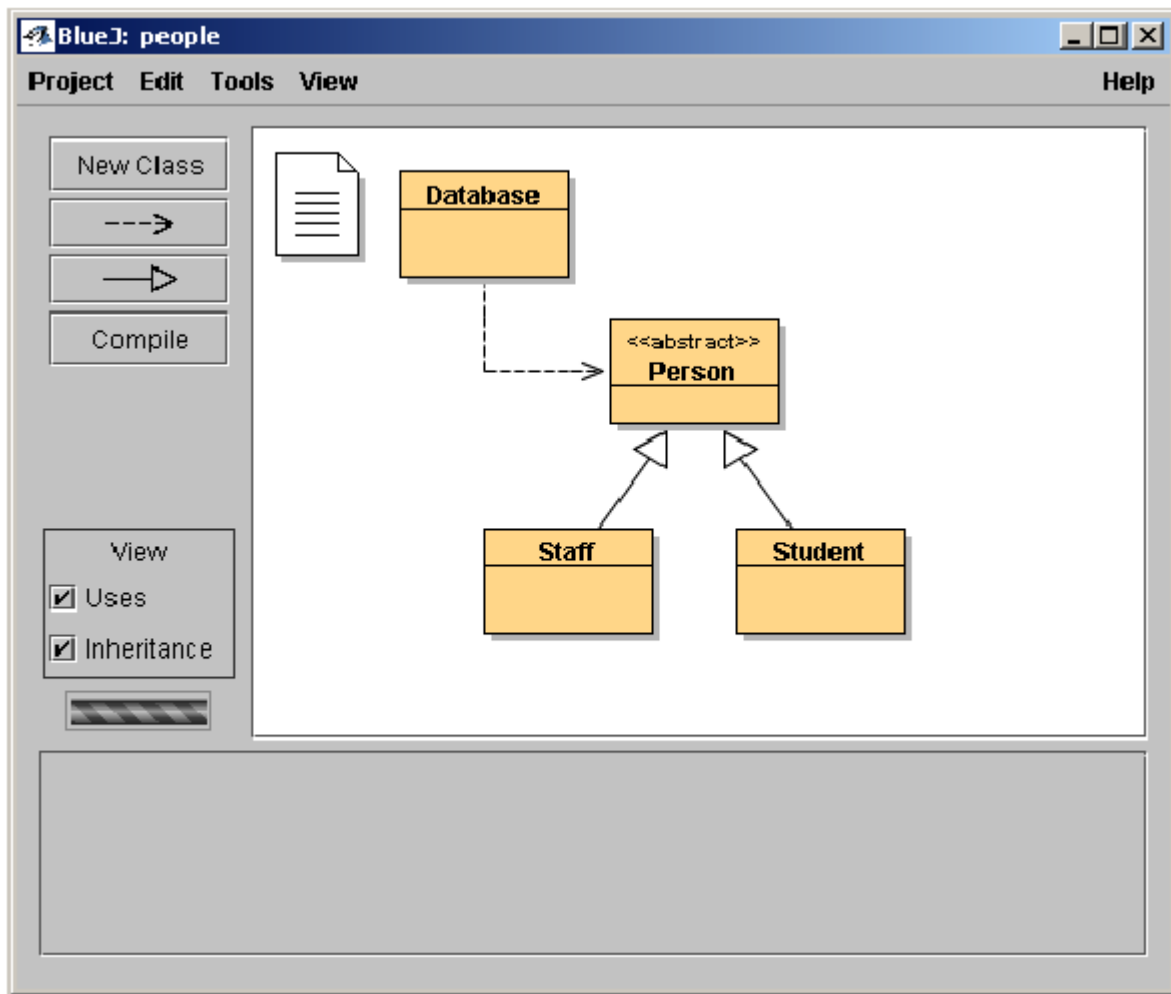 BlueJ: people
Project Edit Tools View Help
New Class
Compile
View
Uses
Inheritance
Database
<<abstract>>
Person
Staff
Student